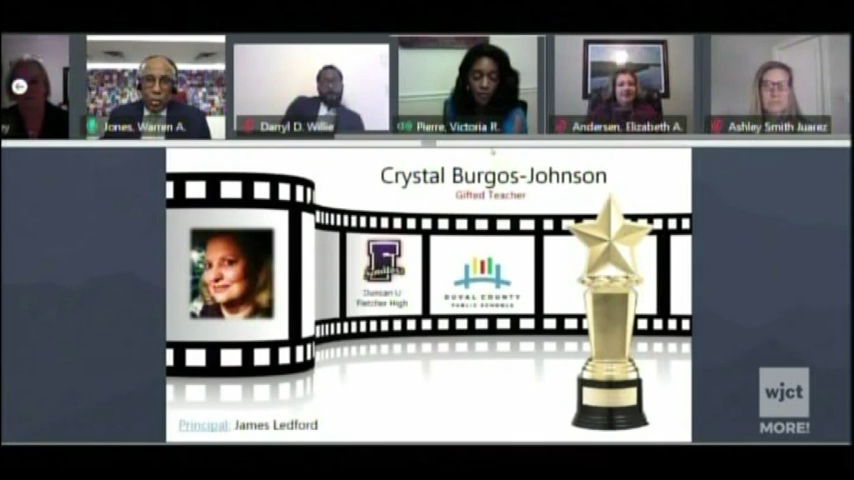 ey
Jones, Warren A.
Darryl D. Willie
Pierre, Victoria R.
Andersen, Elizabeth A.
Ashley Smith Juarez
Crystal Burgos-Johnson
Gifted Teacher
F
Duncan U
Fletcher High
DUVAL COUNTY
PUBLIC SCHOOLS
Principal: James Ledford
wjct
MORE!